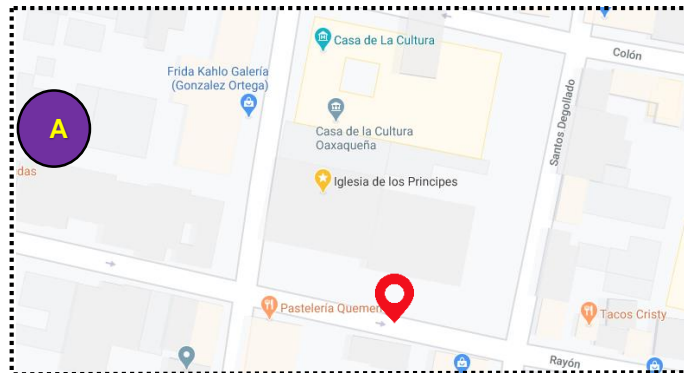 Casa de La Cultura
Colón
Frida Kahlo Galería
(Gonzalez Ortega)
A
Santos Degollado
Casa de la Cultura
Oaxaqueña
das
Iglesia de los Principes
Pastelería Quemen
Tacos Cristy
Rayón